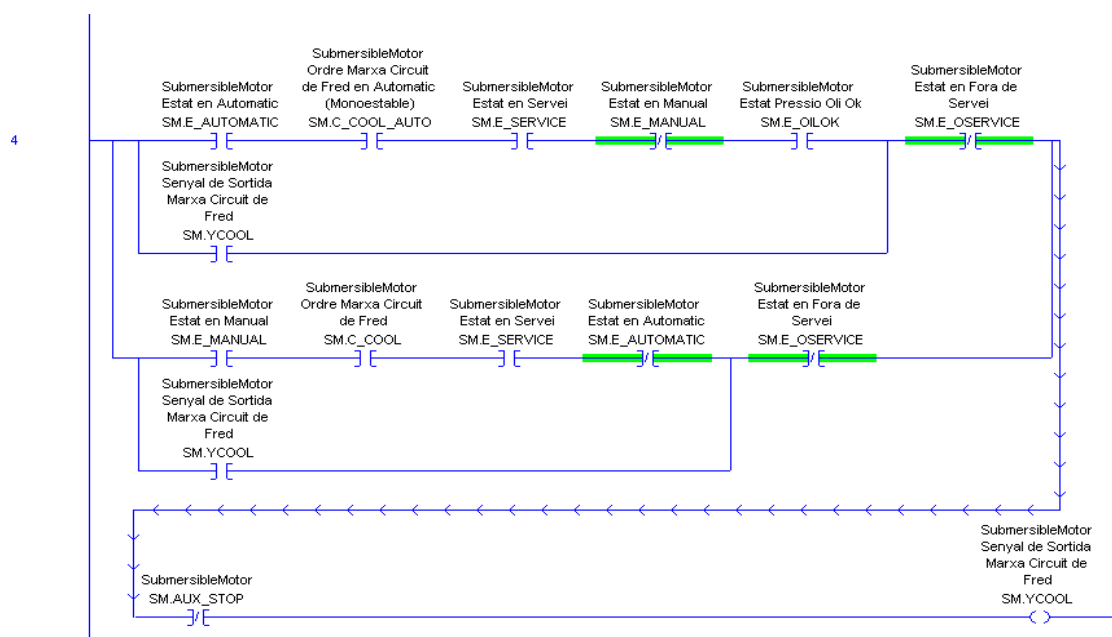 4
SubmersibleMotor
Estat en Automatic
SM.E_AUTOMATIC
SubmersibleMotor
Ordre Marxa Circuit
de Fred en Automatic
(Monoestable)
SM.C_COOL_AUTO
SubmersibleMotor
Estat en Servei
SM.E_SERVICE
SubmersibleMotor
Estat en Manual
SM.E_MANUAL
SubmersibleMotor
Estat Pressio Oli Ok
SM.E_OILOK
SubmersibleMotor
Estat en Fora de
Servei
SM.E_OSERVICE
SubmersibleMotor
Senyal de Sortida
Marxa Circuit de
Fred
SM.YCOOL
SubmersibleMotor
Estat en Manual
SM.E_MANUAL
SubmersibleMotor
Ordre Marxa Circuit
de Fred
SM.C_COOL
SubmersibleMotor
Estat en Servei
SM.E_SERVICE
SubmersibleMotor
Estat en Automatic
SM.E_AUTOMATIC
SubmersibleMotor
Estat en Fora de
Servei
SM.E_OSERVICE
SubmersibleMotor
Senyal de Sortida
Marxa Circuit de
Fred
SM.YCOOL
SubmersibleMotor
SM.AUX_STOP
SubmersibleMotor
Senyal de Sortida
Marxa Circuit de
Fred
SM.YCOOL